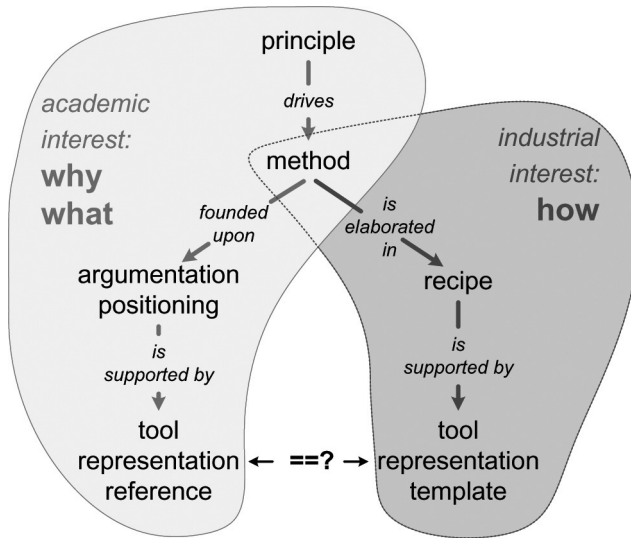 principle
drives
academic
interest:
why
what
industrial
interest:
how
method
founded
upon
is
elaborated
in
argumentation
positioning
recipe
is
supported by
is
supported by
tool
representation
reference
==?
tool
representation
template